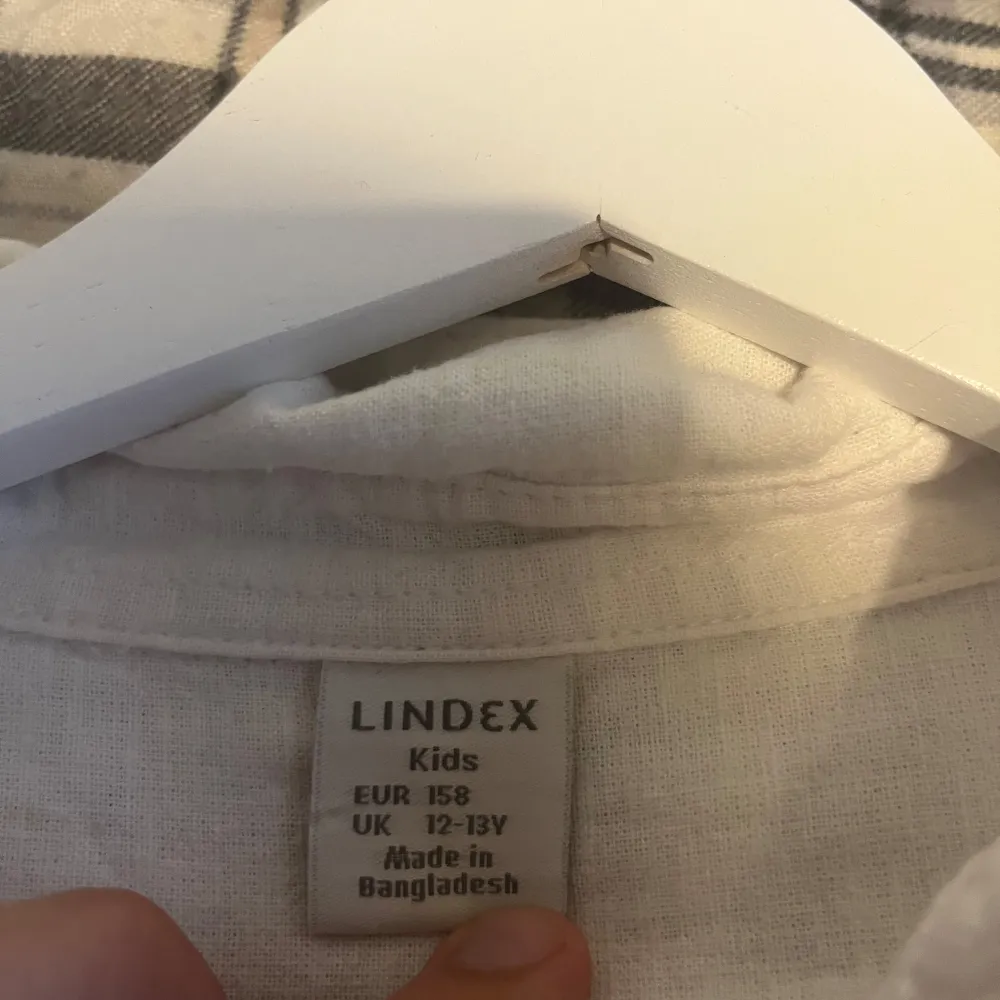 LINDEX
Kids
EUR 158
UK 12-13Y
Made in
Bangladesh